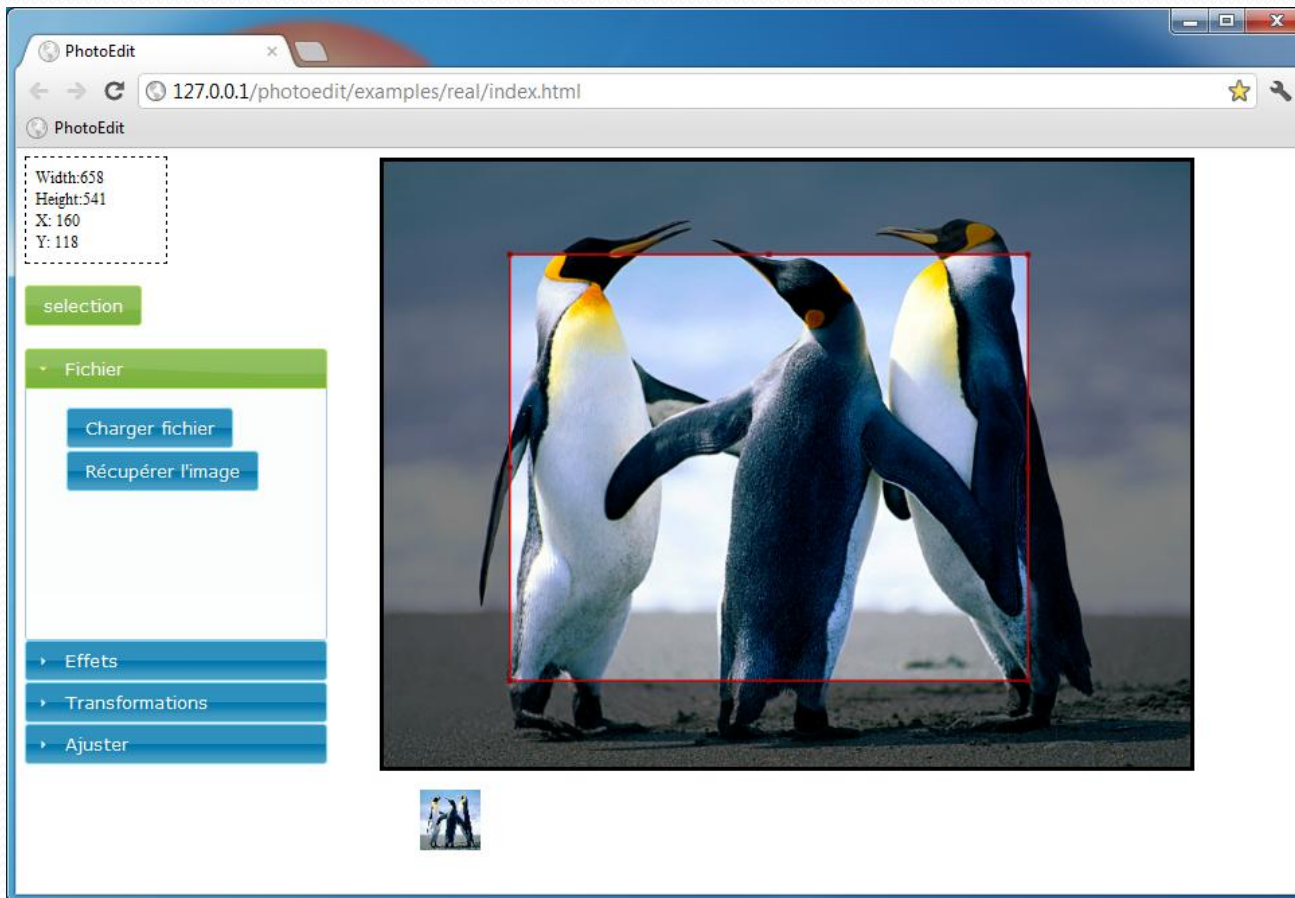 PhotoEdit
127.0.0.1/photoedit/examples/real/index.html
PhotoEdit
Width:658
Height:541
X: 160
Y: 118
selection
Fichier
Charger fichier
Récupérer l'image
Effets
Transformations
Ajuster